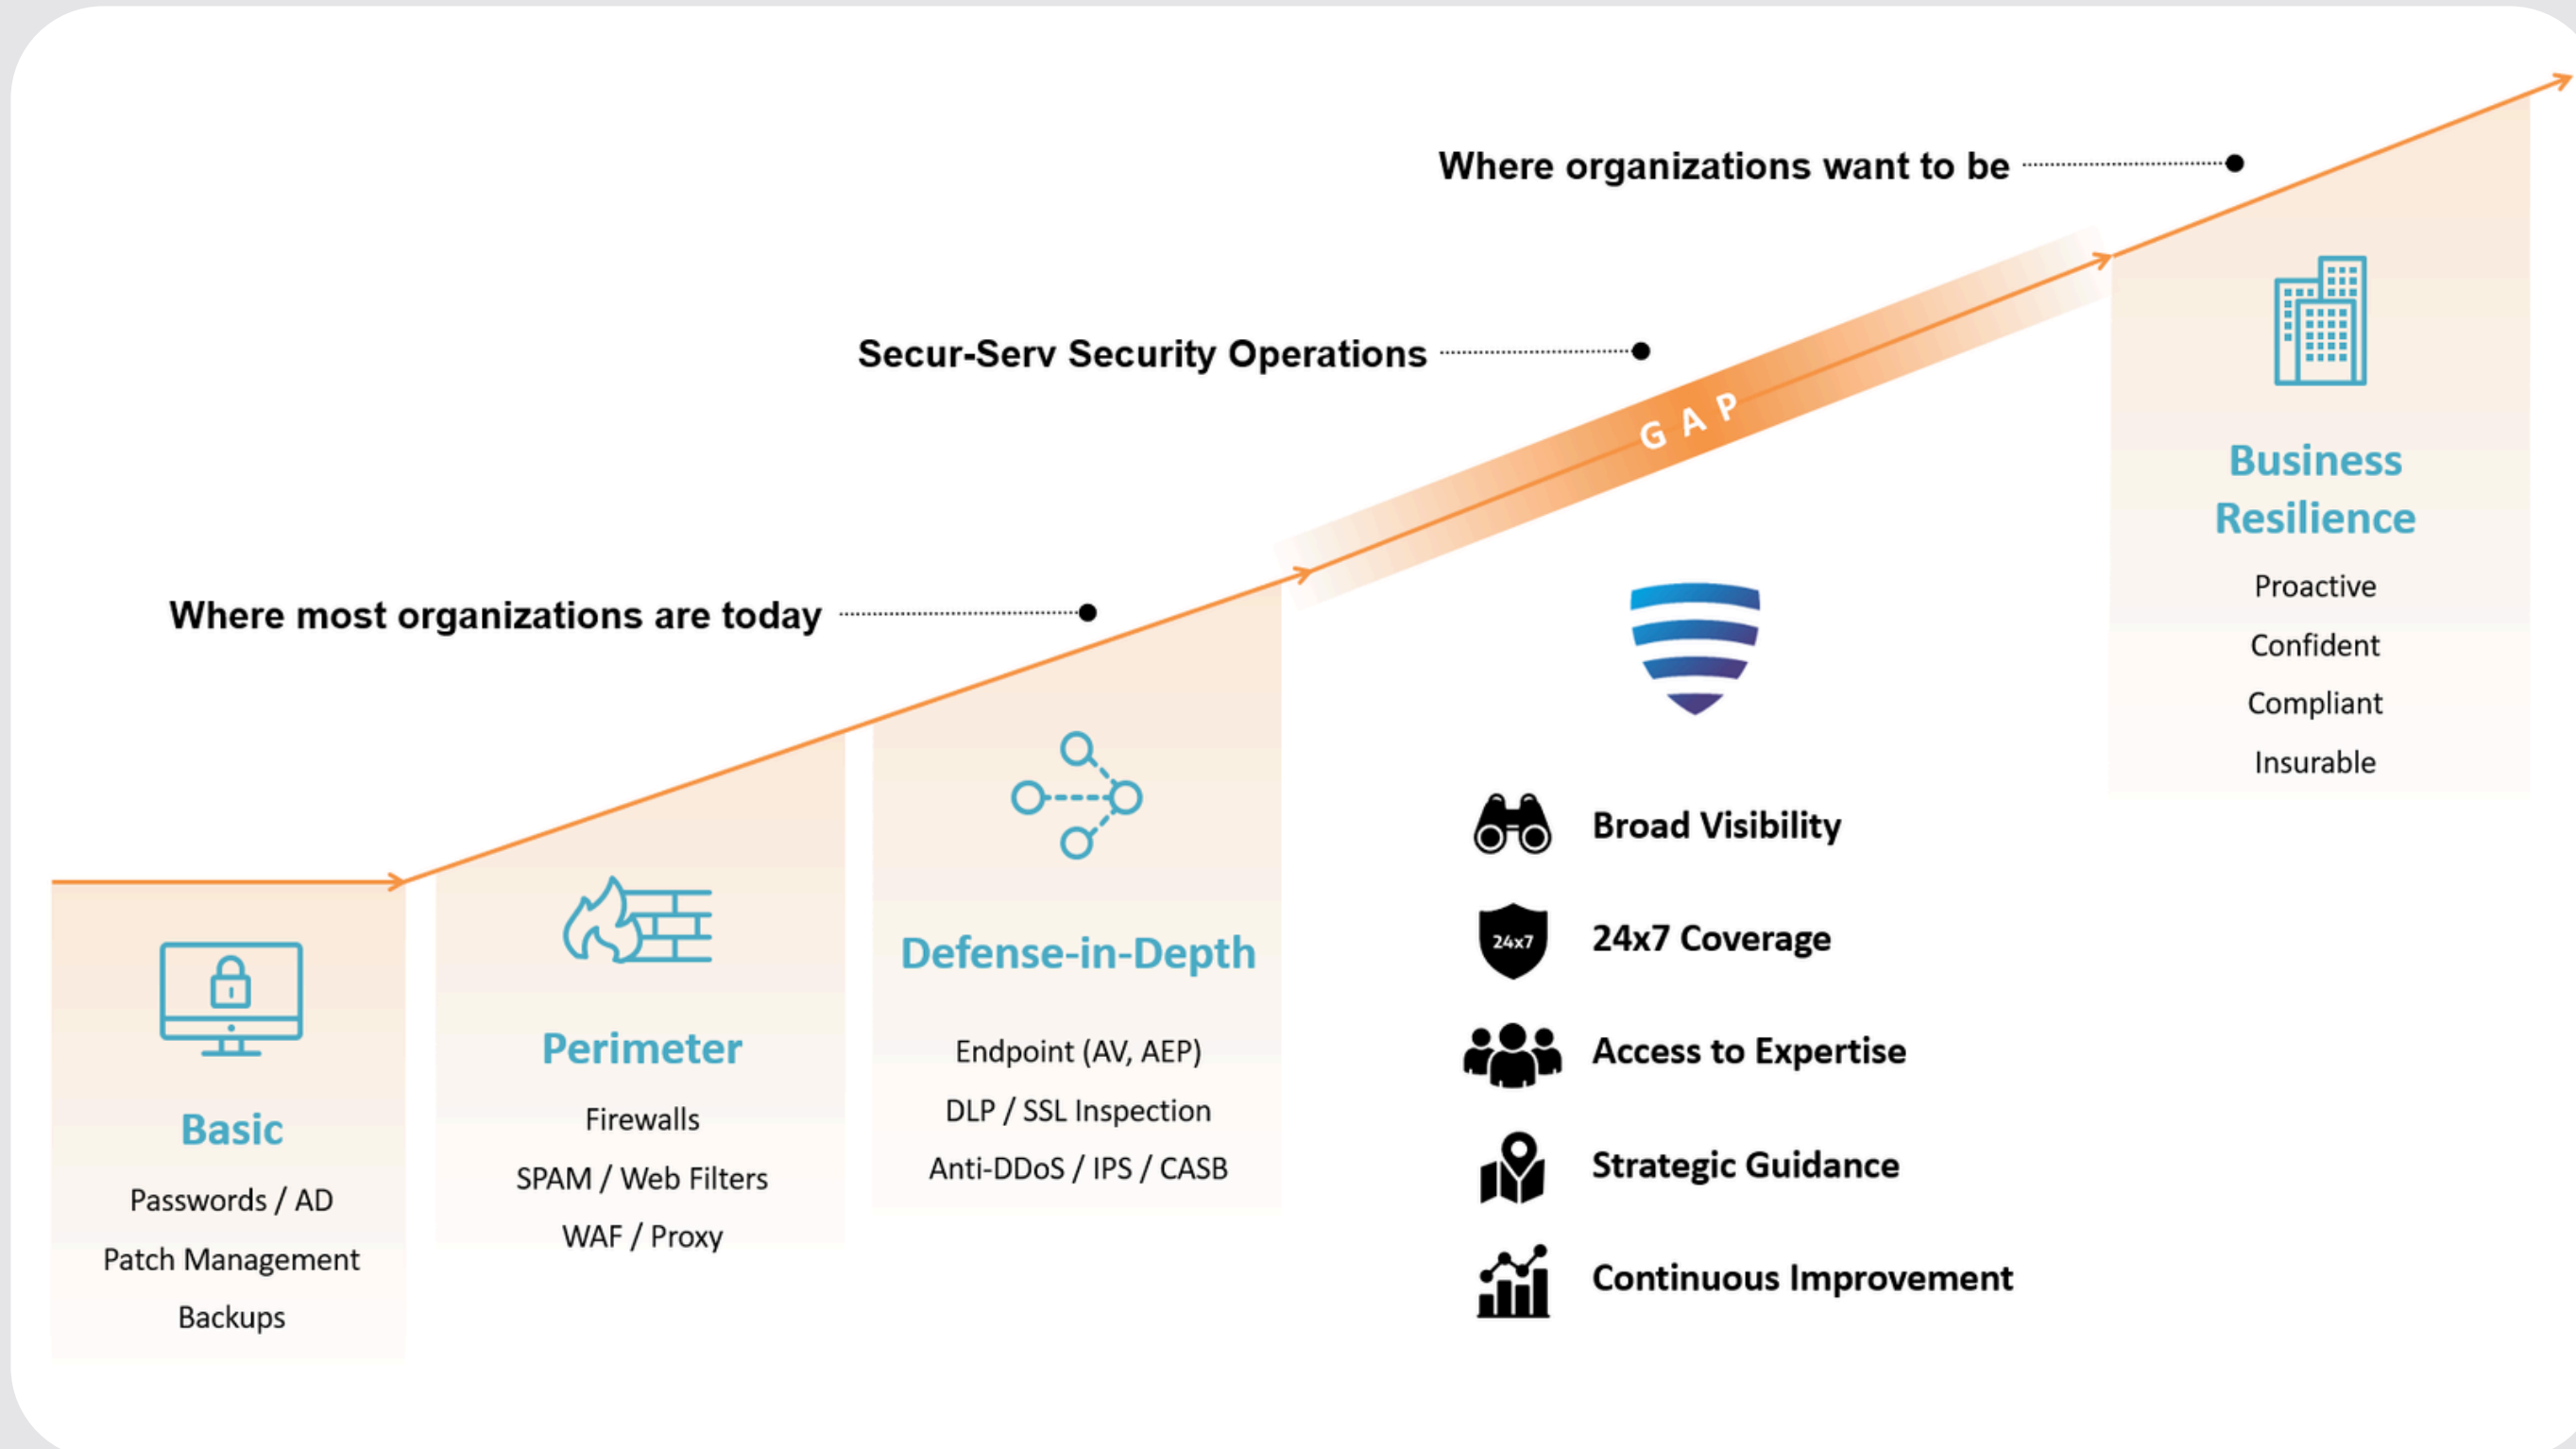 Where organizations want to be
Secur-Serv Security Operations
GAP
Where most organizations are today
Basic
Passwords / AD
Patch Management
Backups
Perimeter
Firewalls
SPAM / Web Filters
WAF / Proxy
Defense-in-Depth
Endpoint (AV, AEP)
DLP / SSL Inspection
Anti-DDoS / IPS / CASB
Broad Visibility
24x7
24x7 Coverage
Access to Expertise
Strategic Guidance
Continuous Improvement
Business
Resilience
Proactive
Confident
Compliant
Insurable